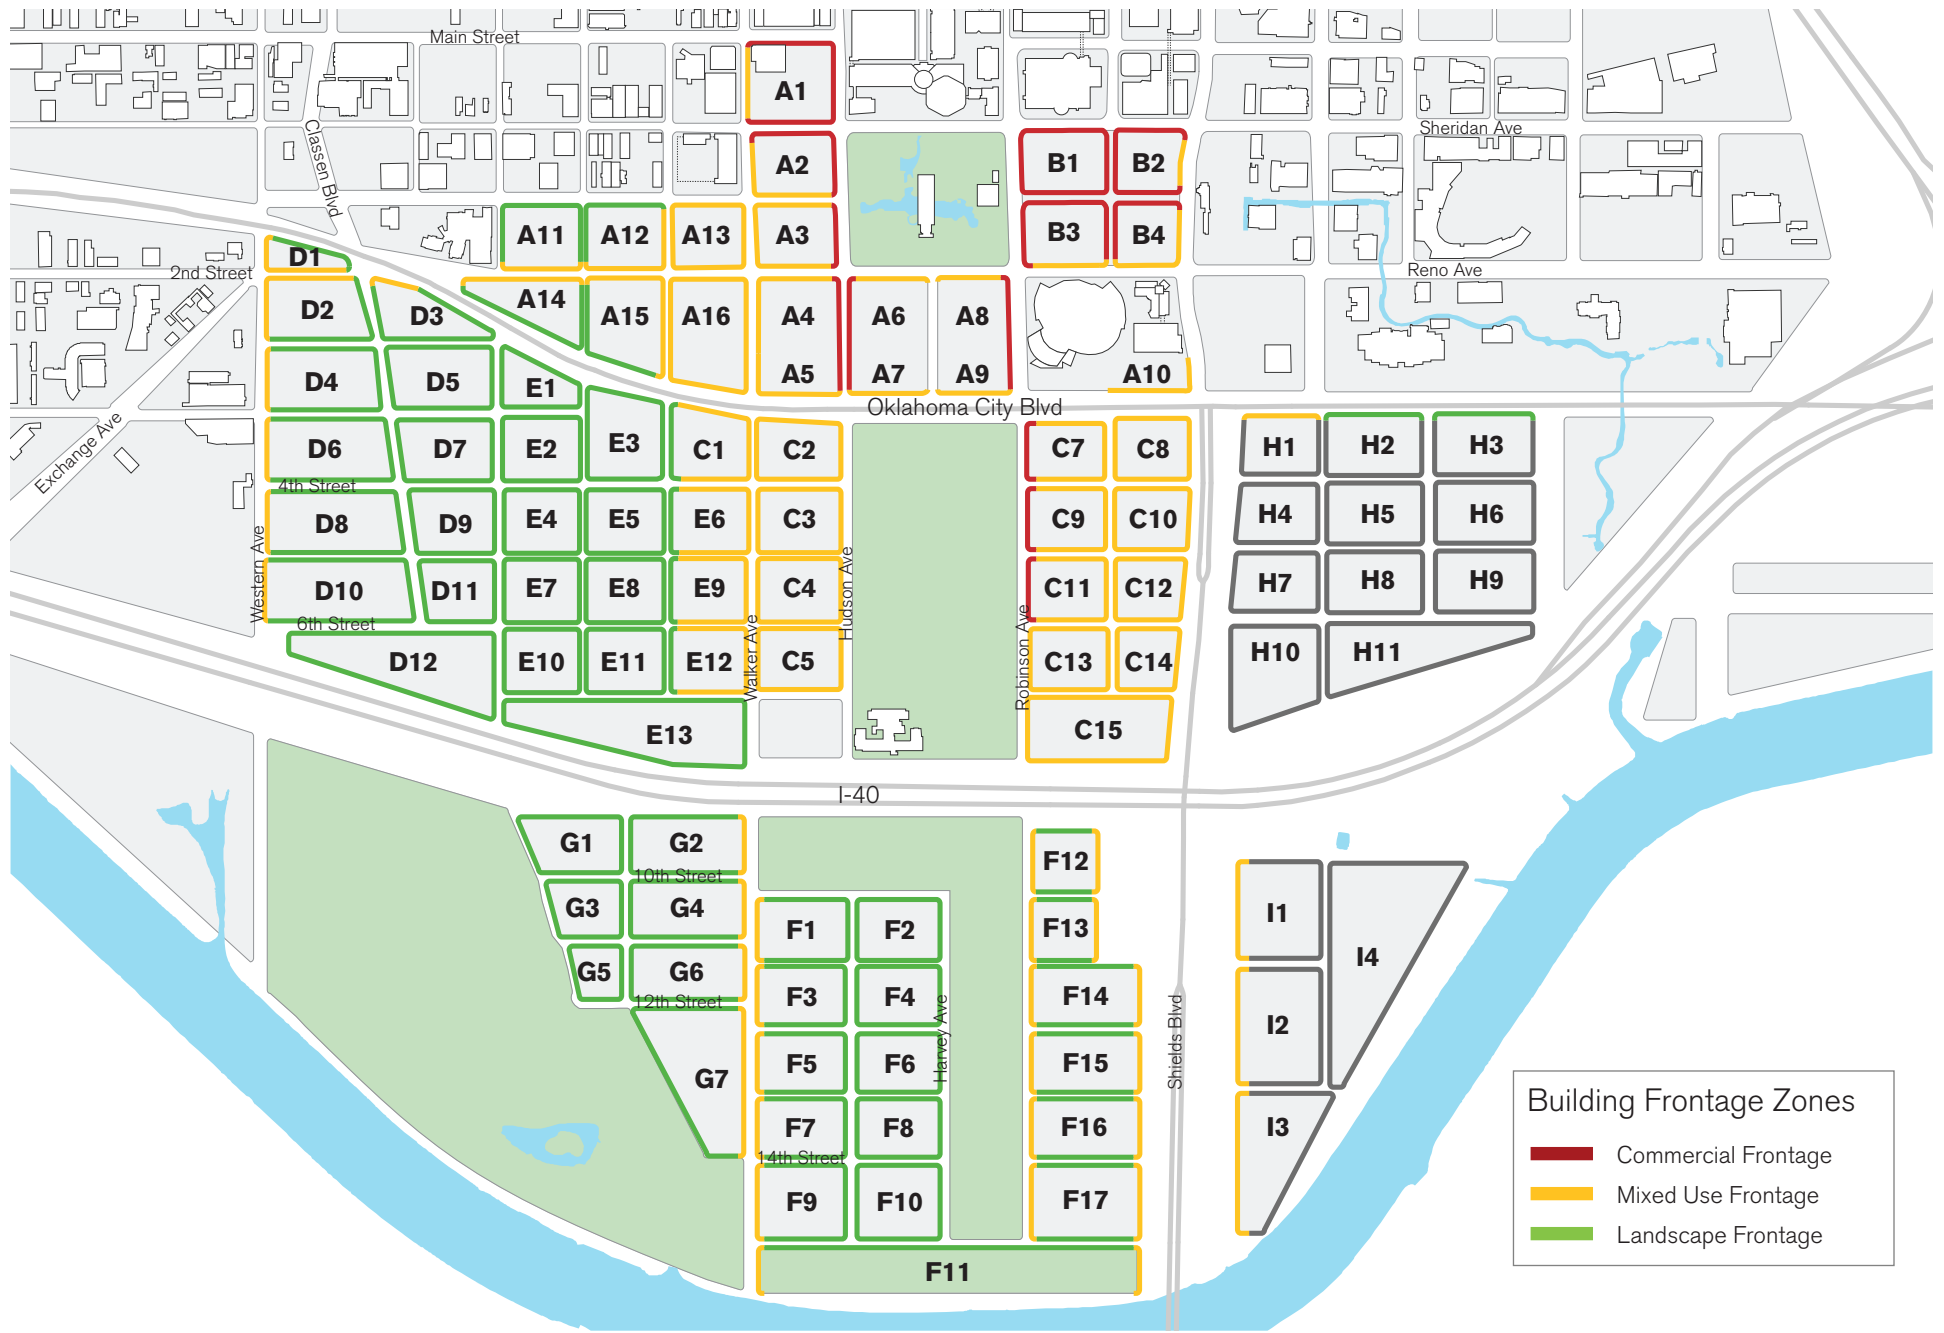 Main Street
A1
Sheridan Ave
Classen Blvd
A2
B1
B2
A11
A12
A13
A3
B3
B4
D1
2nd Street
Reno Ave
D2
D3
A14
A15
A16
A4
A6
A8
D4
D5
E1
A5
A7
A9
A10
Oklahoma City Blvd
Exchange Ave
D6
D7
E2
E3
C1
C2
C7
C8
H1
H2
H3
4th Street
D8
D9
E4
E5
E6
C3
C9
C10
H4
H5
H6
Western Ave
Hudson Ave
D10
D11
E7
E8
E9
C4
C11
C12
H7
H8
H9
6th Street
Walker Ave
Robinson Ave
D12
E10
E11
E12
C5
C13
C14
H10
H11
E13
C15
I-40
G1
G2
F12
10th Street
G3
G4
F1
F2
F13
I1
G5
G6
I4
12th Street
F3
F4
F14
Harvey Ave
Shields Blvd
I2
G7
F5
F6
F15
F7
F8
F16
I3
14th Street
F9
F10
F17
F11
Building Frontage Zones
Commercial Frontage
Mixed Use Frontage
Landscape Frontage